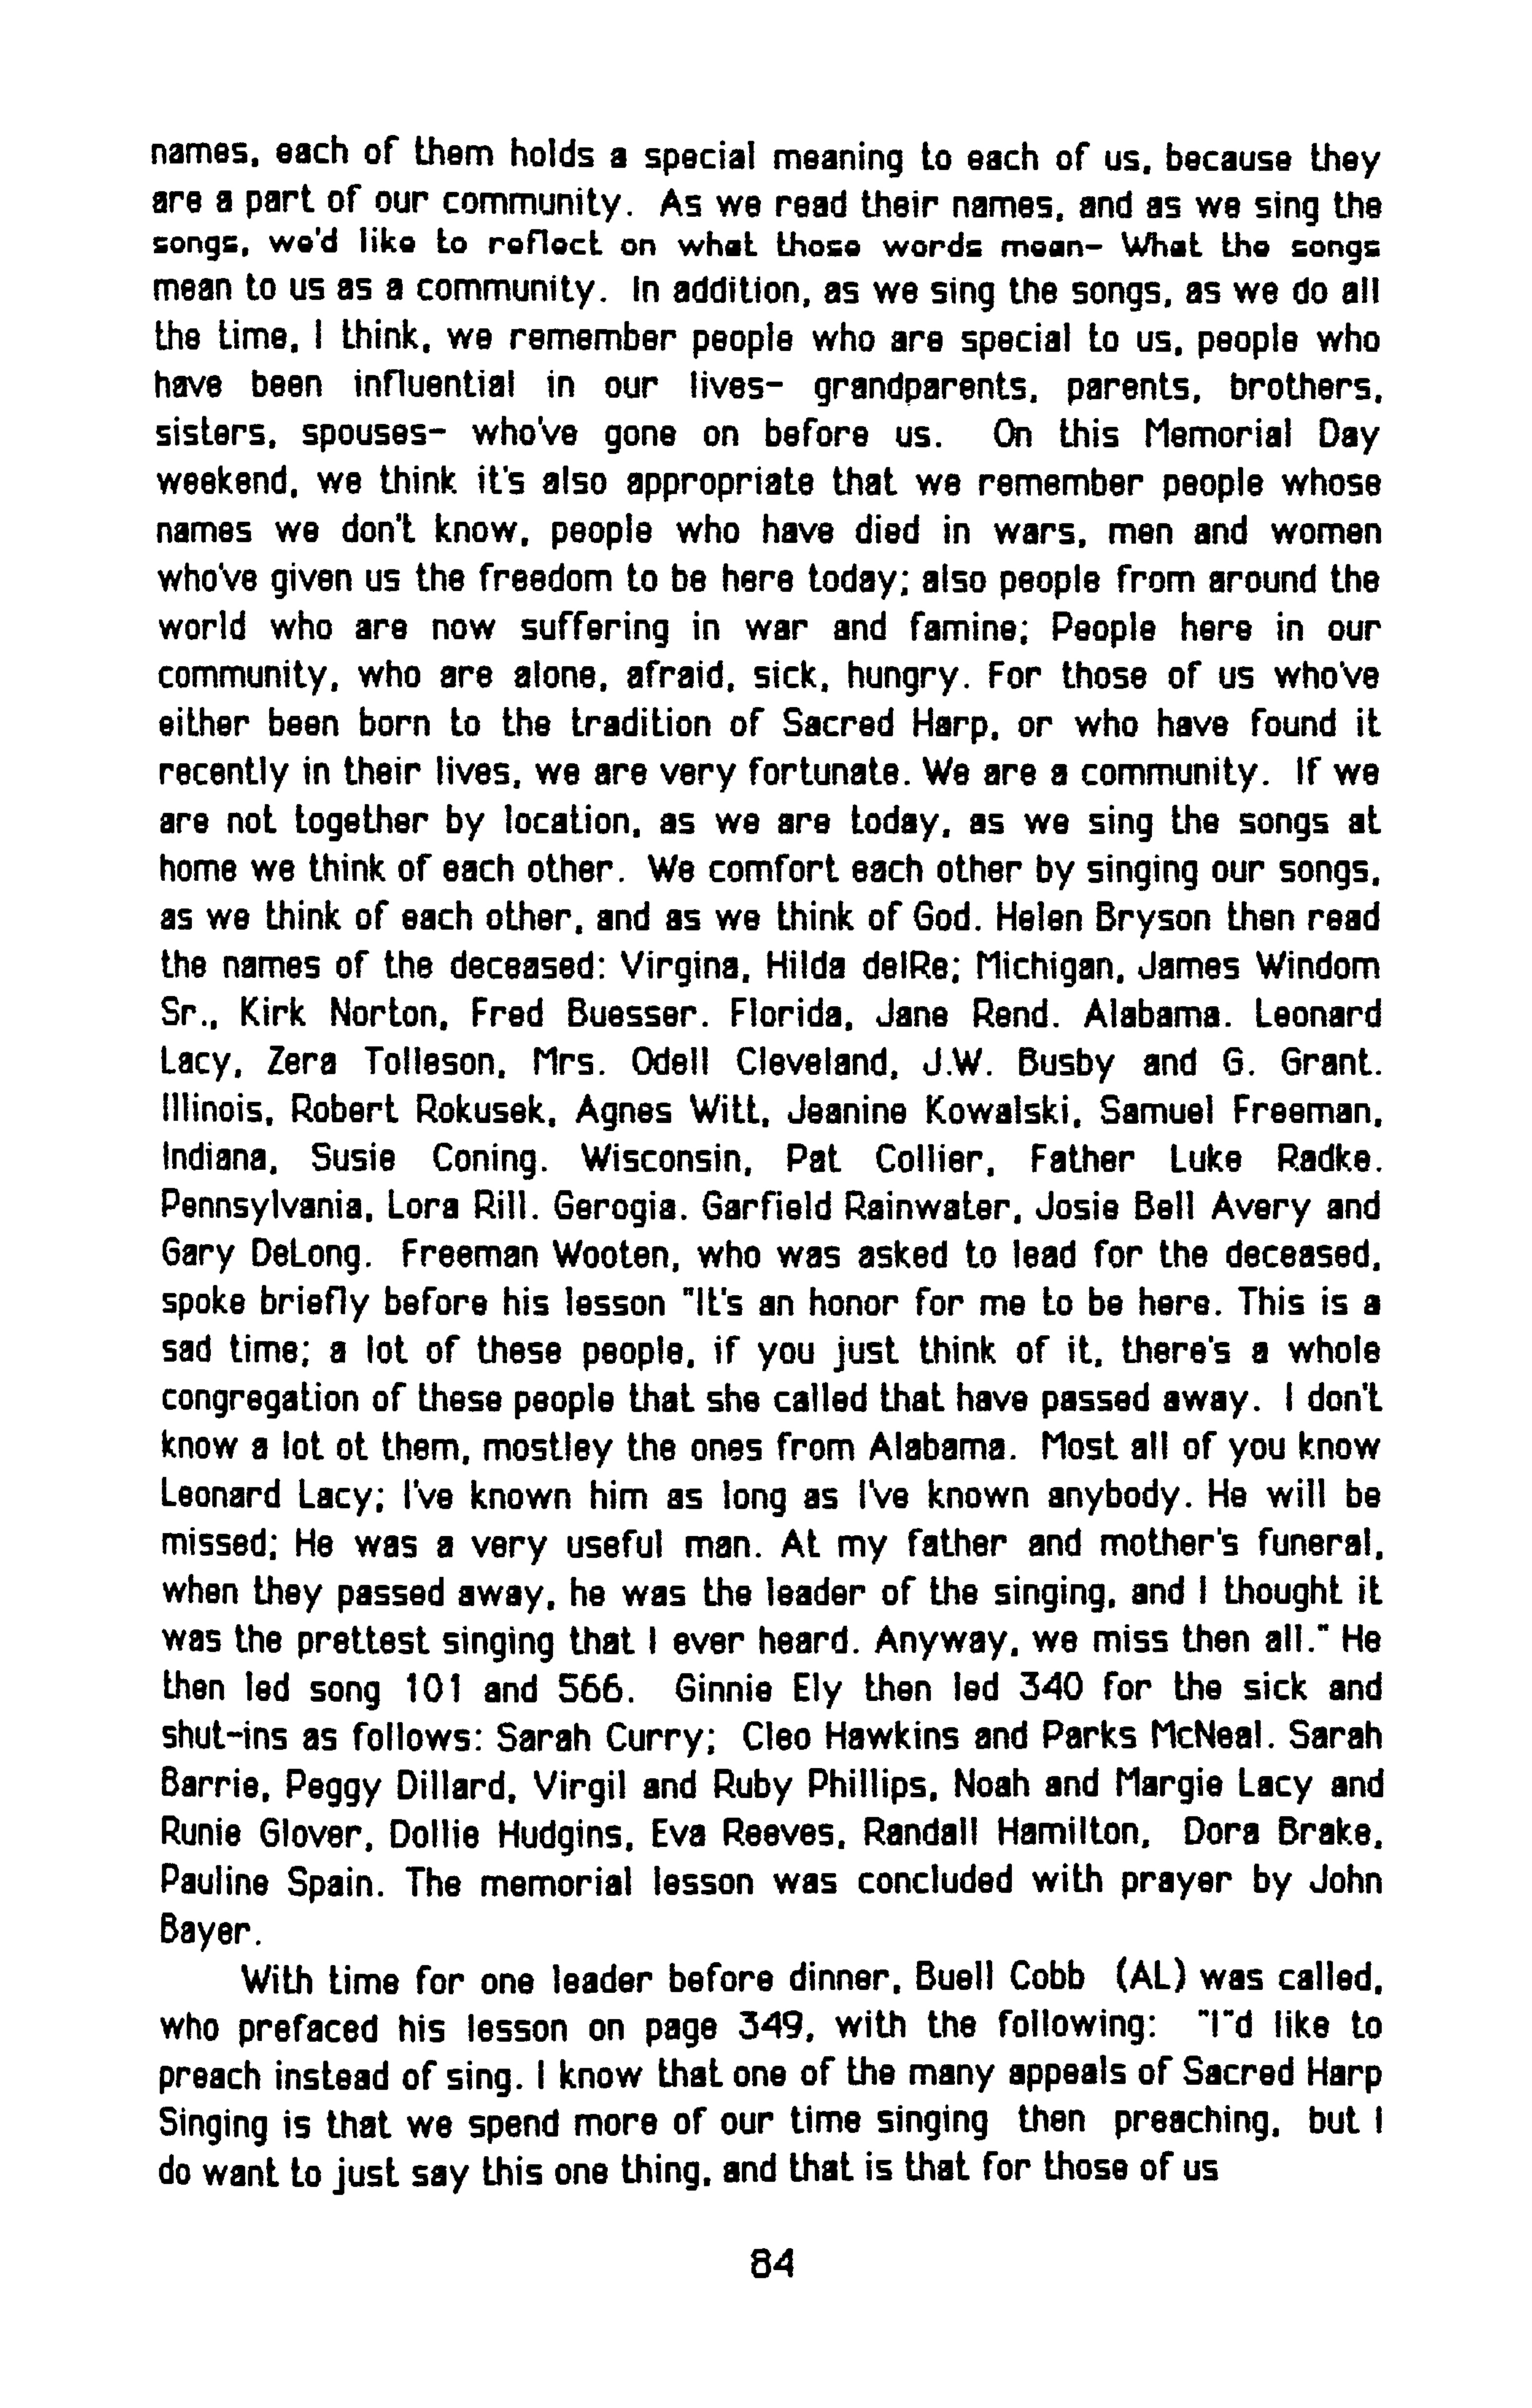 names, each of them holds a special meaning to each of us, because they
are a part of our community. As we read their names, and as we sing the
songs, we'd like to reflect on what those words mean- What the songs
mean to us as a community. In addition, as we sing the songs, as we do all
the time, I think, we remember people who are special to us, people who
have been influential in our lives- grandparents, parents, brothers,
sisters, spouses- who've gone on before us. On this Memorial Day
weekend, we think it's also appropriate that we remember people whose
names we don't know, people who have died in wars, men and women
who've given us the freedom to be here today; also people from around the
world who are now suffering in war and famine; People here in our
community, who are alone, afraid, sick, hungry. For those of us who've
either been born to the tradition of Sacred Harp, or who have found it
recently in their lives, we are very fortunate. We are a community. If we
are not together by location, as we are today, as we sing the songs at
home we think of each other. We comfort each other by singing our songs,
as we think of each other, and as we think of God. Helen Bryson then read
the names of the deceased: Virgina, Hilda delRe; Michigan, James Windom
Sr., Kirk Norton, Fred Buesser. Florida, Jane Rend. Alabama. Leonard
Lacy, Zera Tolleson, Mrs. Odell Cleveland, J.W. Busby and G. Grant.
Illinois, Robert Rokusek, Agnes Witt, Jeanine Kowalski, Samuel Freeman,
Indiana, Susie Coning. Wisconsin, Pat Collier, Father Luke Radke.
Pennsylvania, Lora Rill. Gerogia. Garfield Rainwater, Josie Bell Avery and
Gary DeLong. Freeman Wooten, who was asked to lead for the deceased,
spoke briefly before his lesson "It's an honor for me to be here. This is a
sad time; a lot of these people, if you just think of it, there's a whole
congregation of these people that she called that have passed away. I don't
know a lot ot them, mostley the ones from Alabama. Most all of you know
Leonard Lacy; I've known him as long as I've known anybody. He will be
missed; He was a very useful man. At my father and mother's funeral,
when they passed away, he was the leader of the singing, and I thought it
was the prettest singing that I ever heard. Anyway, we miss then all." He
then led song 101 and 566. Ginnie Ely then led 340 for the sick and
shut-ins as follows: Sarah Curry; Cleo Hawkins and Parks McNeal. Sarah
Barrie, Peggy Dillard, Virgil and Ruby Phillips, Noah and Margie Lacy and
Runie Glover, Dollie Hudgins, Eva Reeves, Randall Hamilton, Dora Brake,
Pauline Spain. The memorial lesson was concluded with prayer by John
Bayer.
With time for one leader before dinner, Buell Cobb (AL) was called,
who prefaced his lesson on page 349, with the following: "I"d like to
preach instead of sing. I know that one of the many appeals of Sacred Harp
Singing is that we spend more of our time singing then preaching, but I
do want to just say this one thing, and that is that for those of us
84